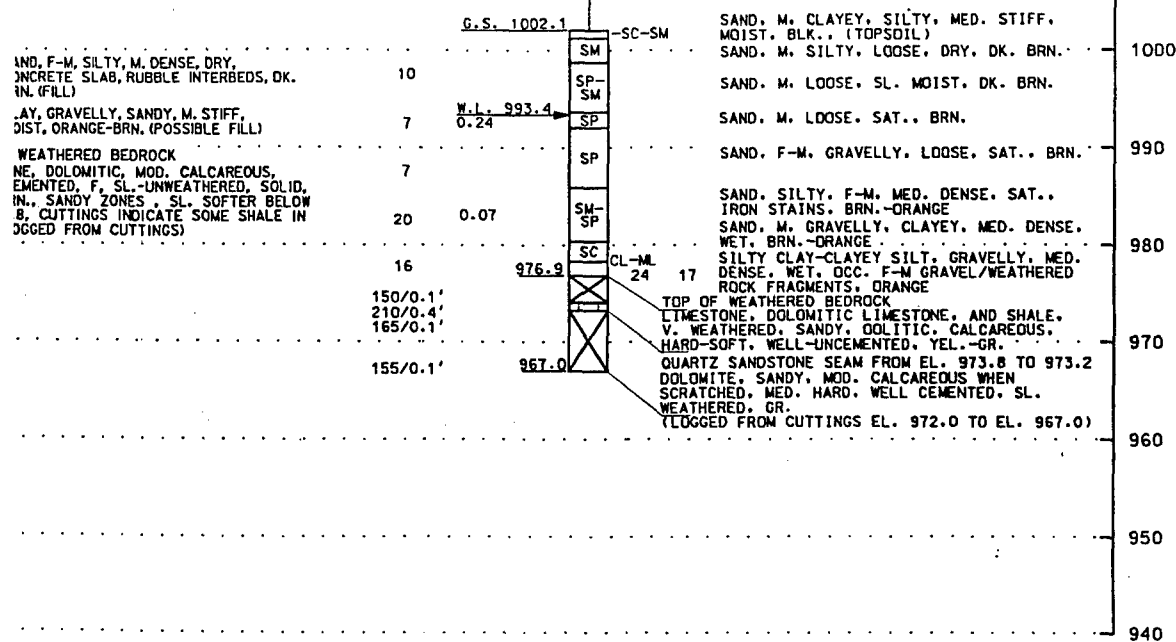 G.S. 1002.1
-SC-SM
SAND, M. CLAYEY, SILTY, MED. STIFF,
MOIST, BLK., (TOPSOIL)
SM
SAND, M. SILTY, LOOSE, DRY, DK. BRN.
1000
SAND, M. LOOSE, SL. MOIST, DK. BRN.
SP-
SM
F-M, SILTY, M. DENSE, DRY,
SLAB, RUBBLE INTERBEDS, DK.
(FILL)
10
GRAVELLY, SANDY, M. STIFF,
ORANGE-BRN. (POSSIBLE FILL)
7
W.L. 993.4
0.24
SP
SAND, M. LOOSE, SAT., BRN.
WEATHERED BEDROCK
DOLOMITIC, MOD. CALCAREOUS,
F, SL.-UNWEATHERED, SOLID,
SANDY ZONES , SL. SOFTER BELOW
CUTTINGS INDICATE SOME SHALE IN
FROM CUTTINGS)
7
SP
SAND, F-M, GRAVELLY, LOOSE, SAT., BRN.
990
20
0.07
SM-
SP
SAND, SILTY, F-M, MED. DENSE, SAT.,
IRON STAINS, BRN.-ORANGE
SAND, M. GRAVELLY, CLAYEY, MED. DENSE,
WET, BRN.-ORANGE
980
SC
16
976.9
CL-ML
24 17
SILTY CLAY-CLAYEY SILT, GRAVELLY, MED.
DENSE, WET, OCC. F-M GRAVEL/WEATHERED
ROCK FRAGMENTS, ORANGE
150/0.1'
210/0.4'
165/0.1'
TOP OF WEATHERED BEDROCK
LIMESTONE, DOLOMITIC LIMESTONE, AND SHALE,
V. WEATHERED, SANDY, OOLITIC, CALCAREOUS,
HARD-SOFT, WELL-UNCEMENTED, YEL.-GR.
970
155/0.1'
967.0
QUARTZ SANDSTONE SEAM FROM EL. 973.8 TO 973.2
DOLOMITE, SANDY, MOD. CALCAREOUS WHEN
SCRATCHED, MED. HARD, WELL CEMENTED, SL.
WEATHERED, GR.
(LOGGED FROM CUTTINGS EL. 972.0 TO EL. 967.0)
960
950
940